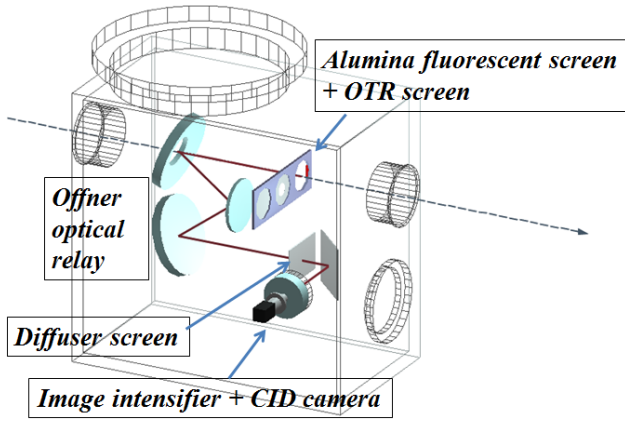 Alumina fluorescent screen
+ OTR screen
Offner
optical
relay
Diffuser screen
Image intensifier + CID camera